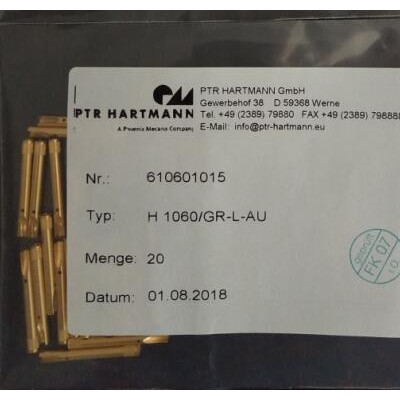 PTR HARTMANN
A Phoenix Mecano Company
PTR HARTMANN GmbH
Gewerbehof 38 D 59368 Werne
Tel. +49 (2389) 79880 FAX +49 (2389) 798888
E-Mail: info@ptr-hartmann.eu
Nr.: 610601015
Typ: H 1060/GR-L-AU
Menge: 20
Datum: 01.08.2018
geprüft
FK 07